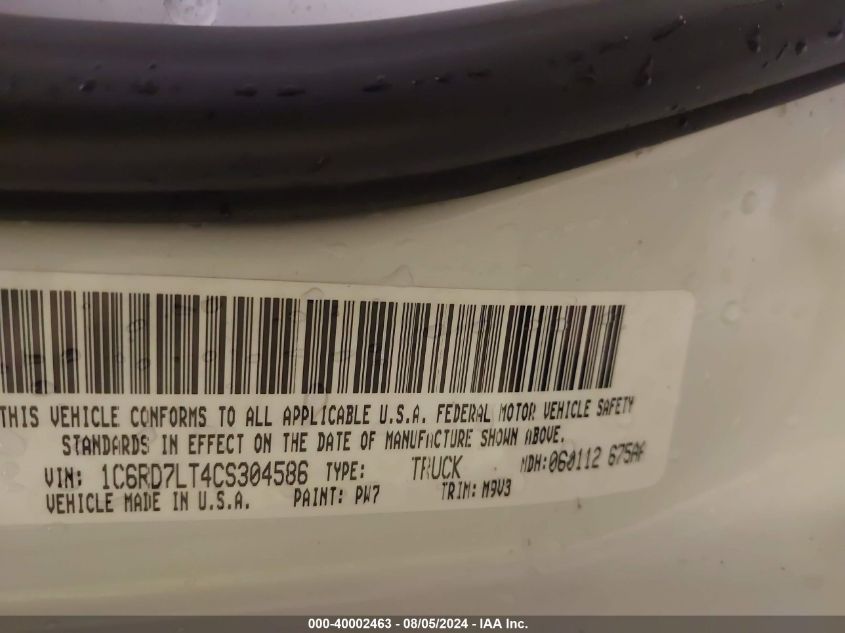 THIS VEHICLE CONFORMS TO ALL APPLICABLE U.S.A. FEDERAL MOTOR VEHICLE SAFETY
STANDARDS IN EFFECT ON THE DATE OF MANUFACTURE SHOWN ABOVE.
VIN: 1C6RD7LT4CS304586 TYPE: TRUCK MDH:060112 675AA
VEHICLE MADE IN U.S.A. PAINT: PW7 TRIM: M9V3
000-40002463 - 08/05/2024 - IAA Inc.